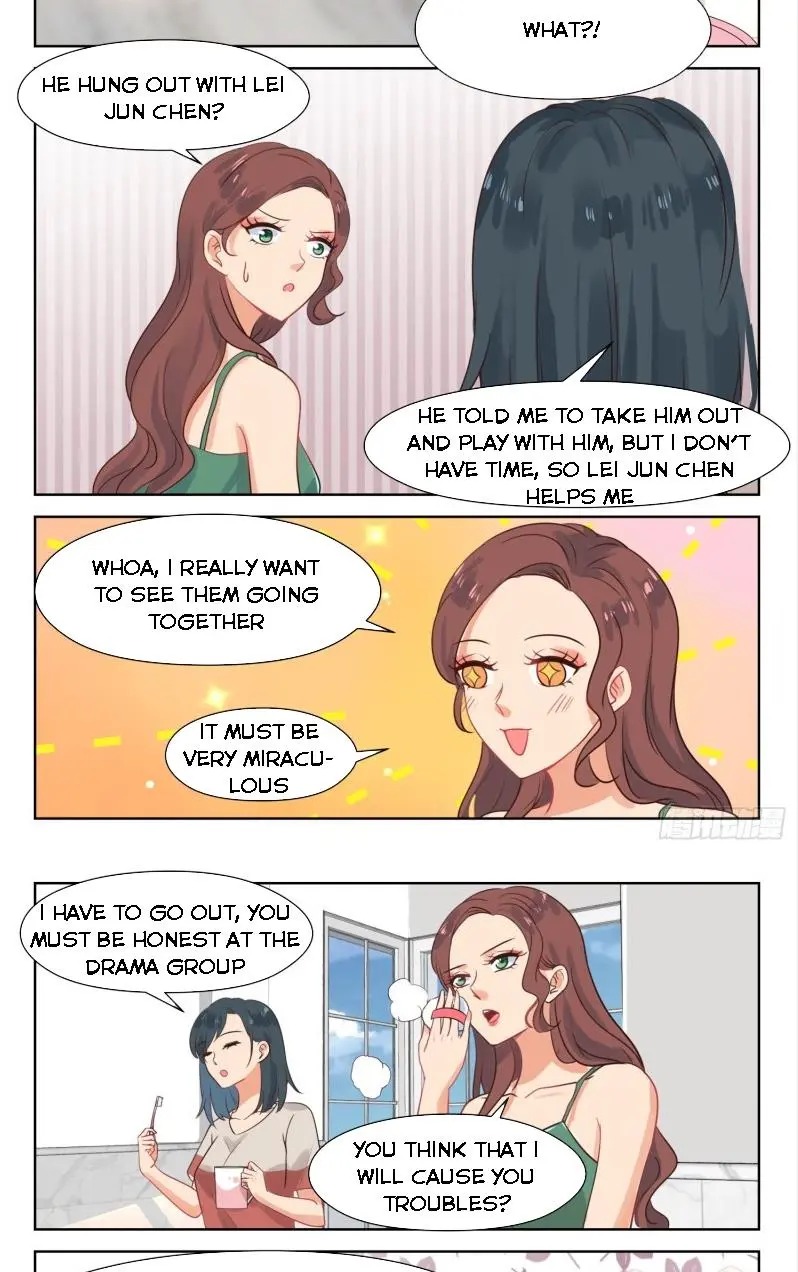 WHAT?!
HE HUNG OUT WITH LEI
JUN CHEN?
HE TOLD ME TO TAKE HIM OUT
AND PLAY WITH HIM, BUT I DON'T
HAVE TIME, SO LEI JUN CHEN
HELPS ME
WHOA, I REALLY WANT
TO SEE THEM GOING
TOGETHER
IT MUST BE
VERY MIRACU-
LOUS
I HAVE TO GO OUT, YOU
MUST BE HONEST AT THE
DRAMA GROUP
YOU THINK THAT I
WILL CAUSE YOU
TROUBLES?